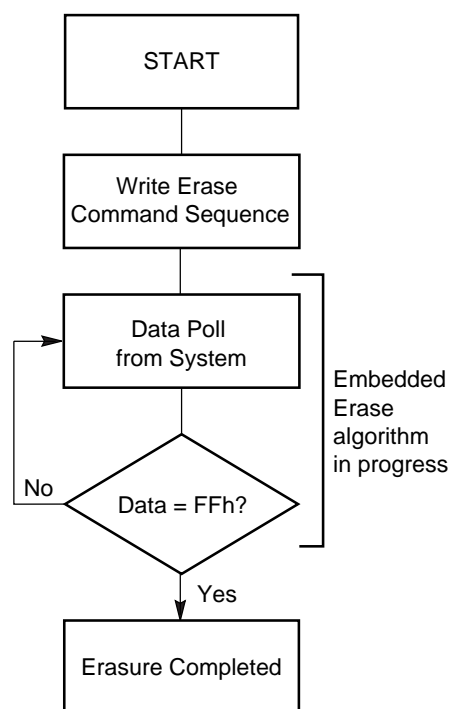 START
Write Erase
Command Sequence
Data Poll
from System
Embedded
Erase
algorithm
in progress
No
Data = FFh?
Yes
Erasure Completed